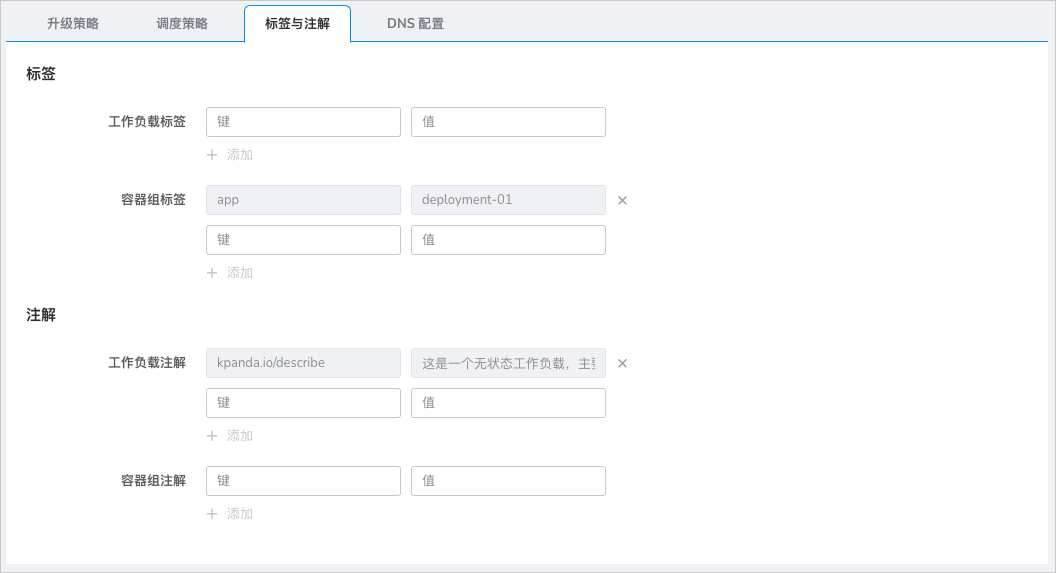 升级策略 调度策略 标签与注解 DNS 配置
标签
工作负载标签 键 值
添加
容器组标签 app deployment-01
键 值
添加
注解
工作负载注解 kpanda.io/describe 这是一个无状态工作负载，主
键 值
添加
容器组注解 键 值
添加